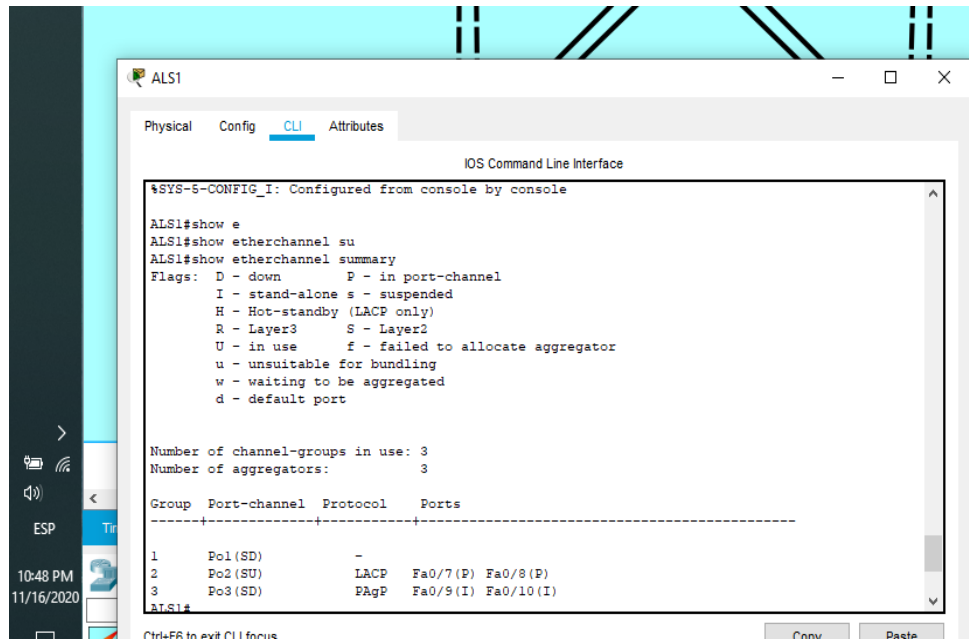 ALS1
Physical Config CLI Attributes
IOS Command Line Interface
%SYS-5-CONFIG_I: Configured from console by console
ALS1#show e
ALS1#show etherchannel su
ALS1#show etherchannel summary
Flags: D - down P - in port-channel
I - stand-alone s - suspended
H - Hot-standby (LACP only)
R - Layer3 S - Layer2
U - in use f - failed to allocate aggregator
u - unsuitable for bundling
w - waiting to be aggregated
d - default port
Number of channel-groups in use: 3
Number of aggregators: 3
Group Port-channel Protocol Ports
------+-------------+-----------+----------------------------------------------
1 Po1(SD) -
2 Po2(SU) LACP Fa0/7(P) Fa0/8(P)
3 Po3(SD) PAgP Fa0/9(I) Fa0/10(I)
ALS1#
Ctrl+F6 to exit CLI focus
Copy Paste
ESP
10:48 PM
11/16/2020